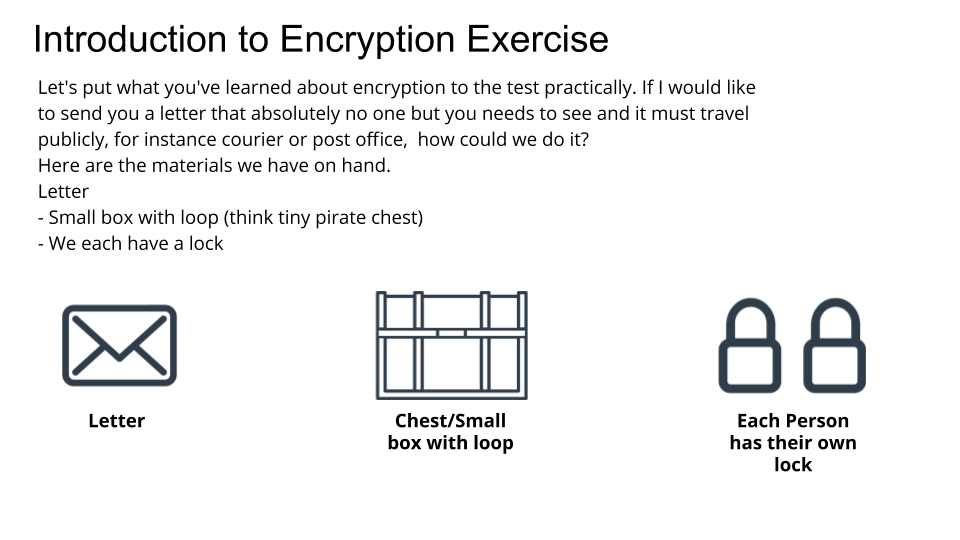 Introduction to Encryption Exercise
Let's put what you've learned about encryption to the test practically. If I would like
to send you a letter that absolutely no one but you needs to see and it must travel
publicly, for instance courier or post office,  how could we do it?
Here are the materials we have on hand.
Letter
- Small box with loop (think tiny pirate chest)
- We each have a lock
Letter
Chest/Small
box with loop
Each Person
has their own
lock